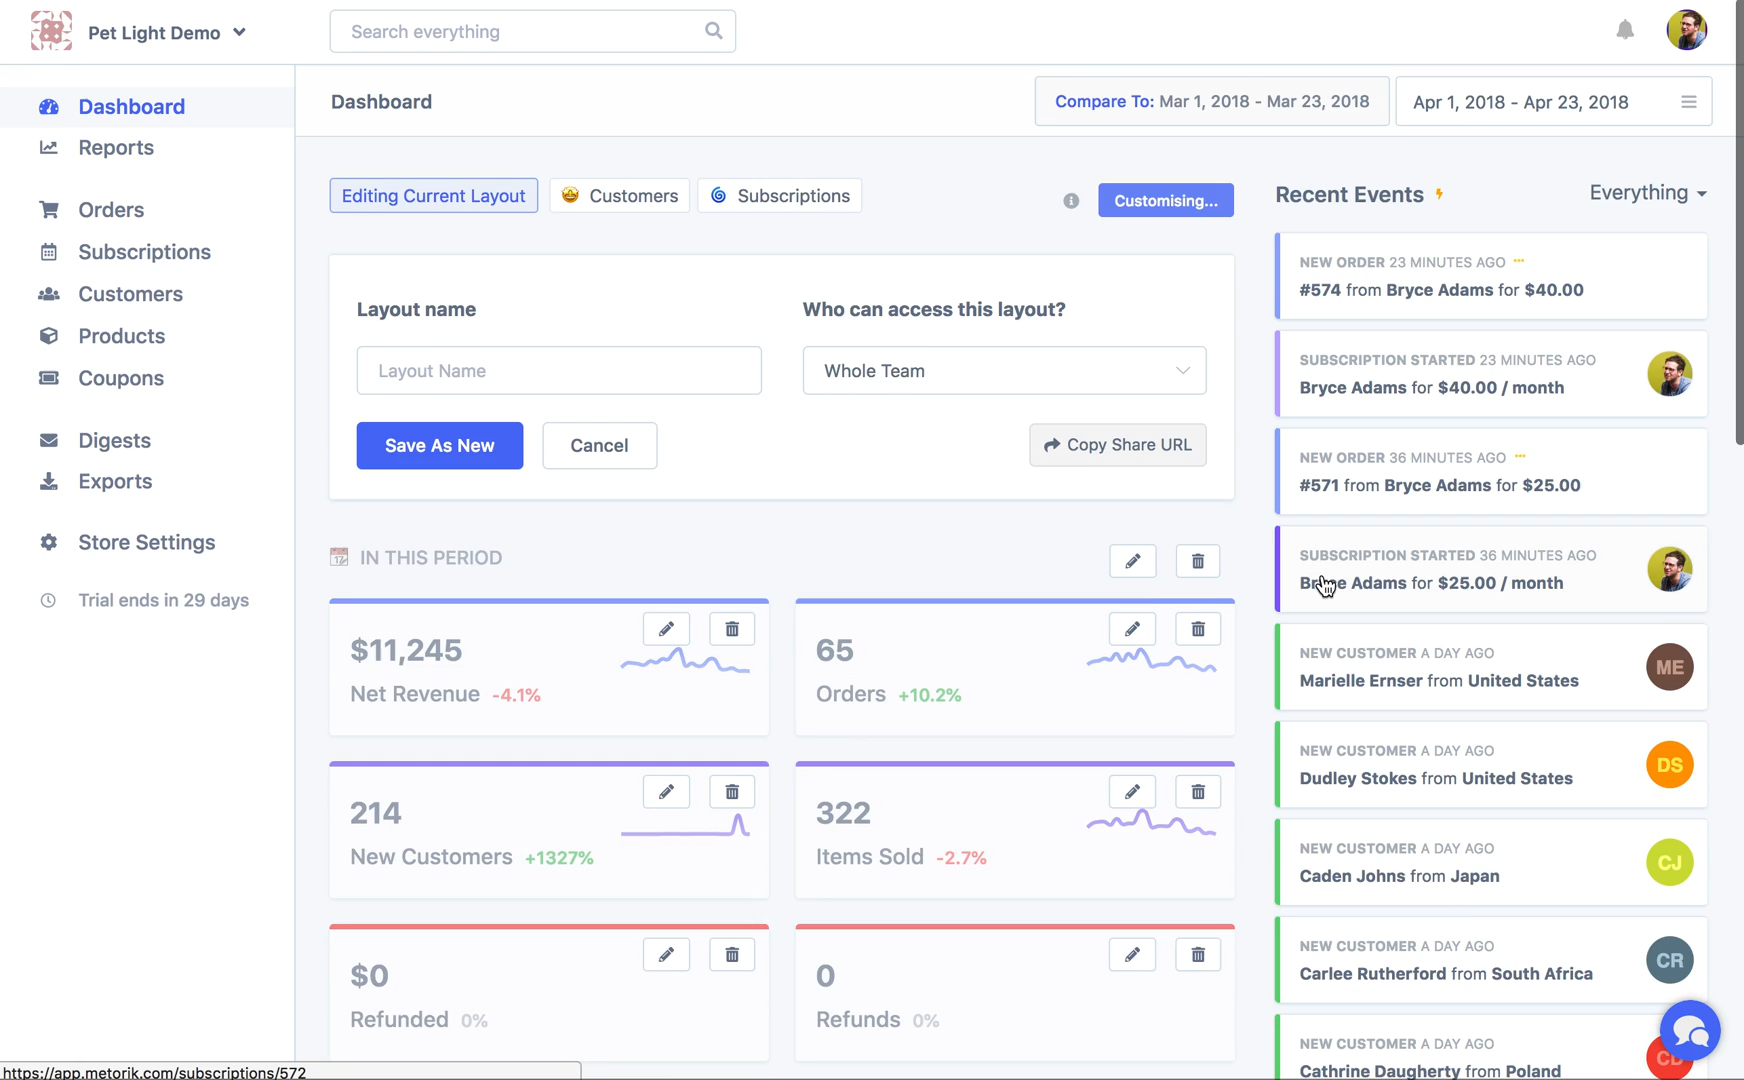 Pet Light Demo
Search everything
Dashboard
Reports
Orders
Subscriptions
Customers
Products
Coupons
Digests
Exports
Store Settings
Trial ends in 29 days
Dashboard
Compare To: Mar 1, 2018 - Mar 23, 2018
Apr 1, 2018 - Apr 23, 2018
Editing Current Layout
Customers
Subscriptions
Customising...
Layout name
Layout Name
Who can access this layout?
Whole Team
Save As New
Cancel
Copy Share URL
IN THIS PERIOD
$11,245
Net Revenue -4.1%
65
Orders +10.2%
214
New Customers +1327%
322
Items Sold -2.7%
$0
Refunded 0%
0
Refunds 0%
Recent Events
Everything
NEW ORDER 23 MINUTES AGO
#574 from Bryce Adams for $40.00
SUBSCRIPTION STARTED 23 MINUTES AGO
Bryce Adams for $40.00 / month
NEW ORDER 36 MINUTES AGO
#571 from Bryce Adams for $25.00
SUBSCRIPTION STARTED 36 MINUTES AGO
Bryce Adams for $25.00 / month
NEW CUSTOMER A DAY AGO
Marielle Ernser from United States
ME
NEW CUSTOMER A DAY AGO
Dudley Stokes from United States
DS
NEW CUSTOMER A DAY AGO
Caden Johns from Japan
CJ
NEW CUSTOMER A DAY AGO
Carlee Rutherford from South Africa
CR
NEW CUSTOMER A DAY AGO
Cathrine Daugherty from Poland
CD
https://app.metorik.com/subscriptions/572